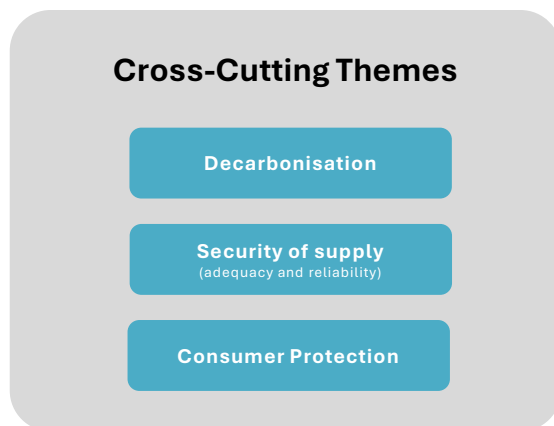 Cross-Cutting Themes
Decarbonisation
Security of supply
(adequacy and reliability)
Consumer Protection